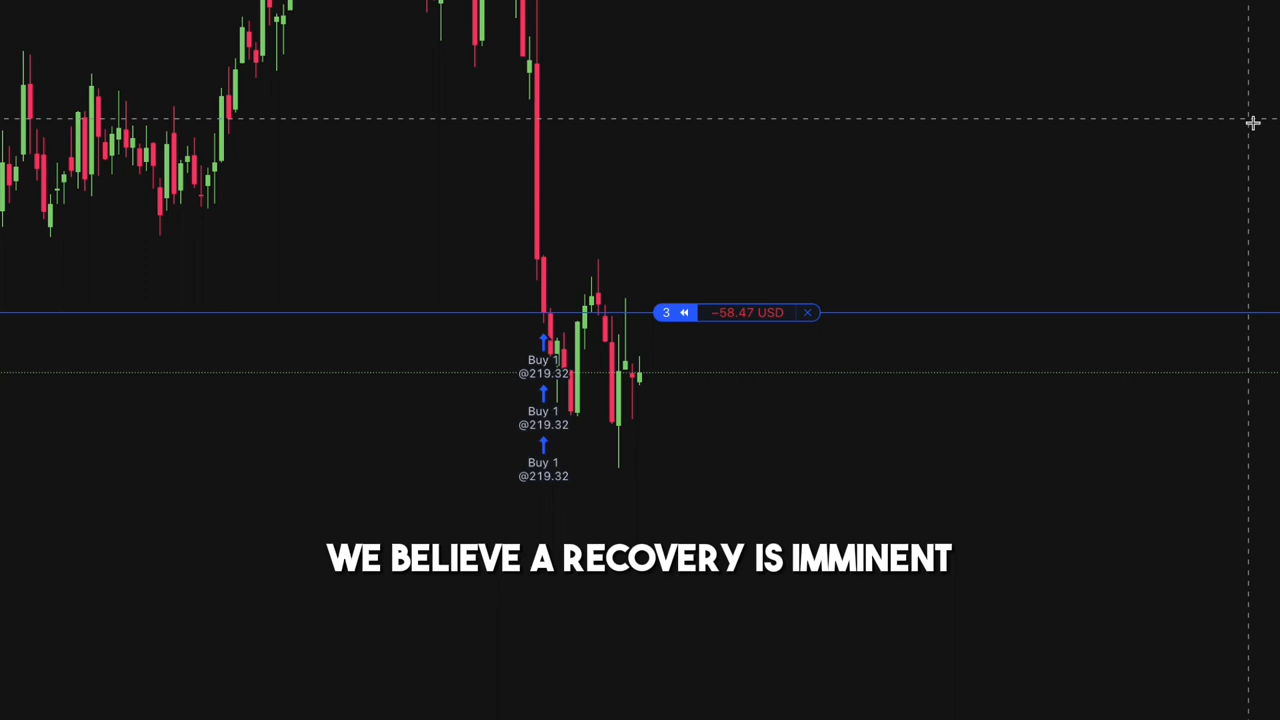 3 −58.47 USD
Buy 1
@219.32
Buy 1
@219.32
Buy 1
@219.32
WE BELIEVE A RECOVERY IS IMMINENT